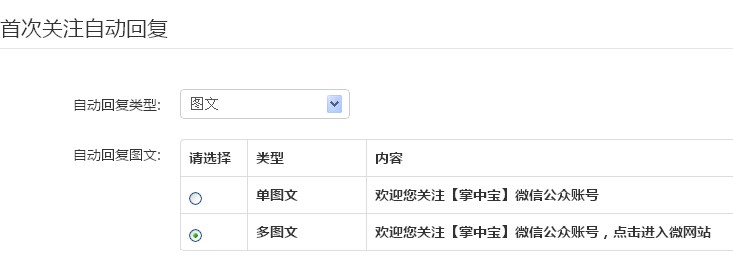 首次关注自动回复
自动回复类型: 图文
自动回复图文: 请选择 类型 内容
单图文 欢迎您关注【掌中宝】微信公众账号
多图文 欢迎您关注【掌中宝】微信公众账号，点击进入微网站